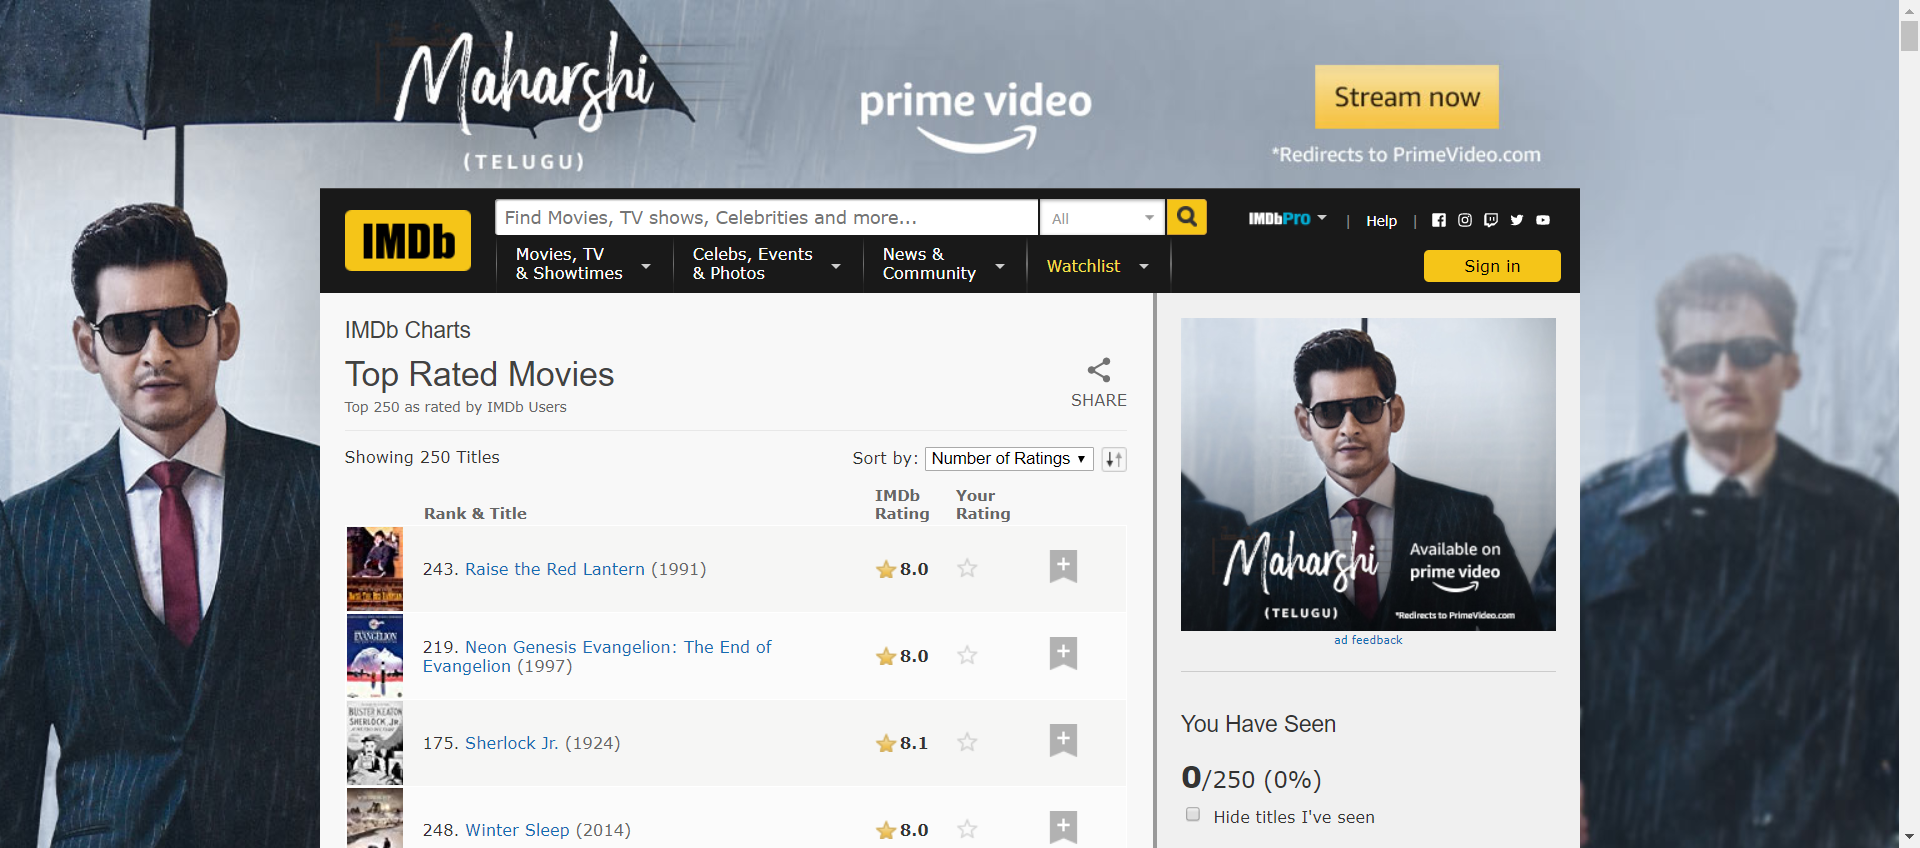 Maharshi
(TELUGU)
prime video
Stream now
*Redirects to PrimeVideo.com
IMDb
Find Movies, TV shows, Celebrities and more...
All
IMDbPro
|
Help
|
Movies, TV
& Showtimes
Celebs, Events
& Photos
News &
Community
Watchlist
Sign in
IMDb Charts
Top Rated Movies
Top 250 as rated by IMDb Users
SHARE
Showing 250 Titles
Sort by: Number of Ratings
Rank & Title
IMDb
Rating
Your
Rating
243. Raise the Red Lantern (1991)
8.0
EVANGELION
219. Neon Genesis Evangelion: The End of
Evangelion (1997)
8.0
BUSTER KEATON
SHERLOCK JR.
175. Sherlock Jr. (1924)
8.1
248. Winter Sleep (2014)
8.0
Maharshi
(TELUGU)
Available on
prime video
*Redirects to PrimeVideo.com
ad feedback
You Have Seen
0/250 (0%)
Hide titles I've seen